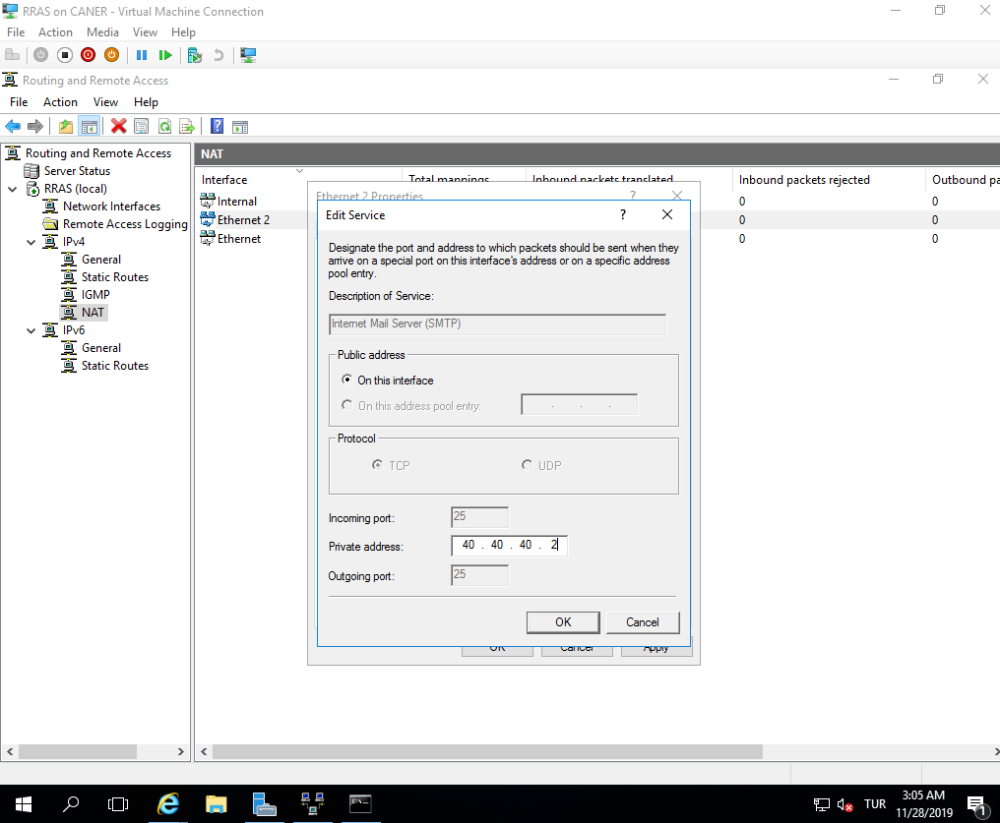 RRAS on CANER - Virtual Machine Connection
File Action Media View Help
Routing and Remote Access
File Action View Help
Routing and Remote Access
Server Status
RRAS (local)
Network Interfaces
Remote Access Logging
IPv4
General
Static Routes
IGMP
NAT
IPv6
General
Static Routes
NAT
Interface Total mappings Inbound packets translated Inbound packets rejected Outbound pa
Internal 0 0
Ethernet 2 0 0
Ethernet 0 0
Ethernet 2 Properties ?
Edit Service ?
Designate the port and address to which packets should be sent when they
arrive on a special port on this interface's address or on a specific address
pool entry.
Description of Service:
Internet Mail Server (SMTP)
Public address
On this interface
On this address pool entry: . . .
Protocol
TCP UDP
Incoming port: 25
Private address: 40 . 40 . 40 . 2
Outgoing port: 25
OK Cancel
OK Cancel Apply
TUR
3:05 AM
11/28/2019
1